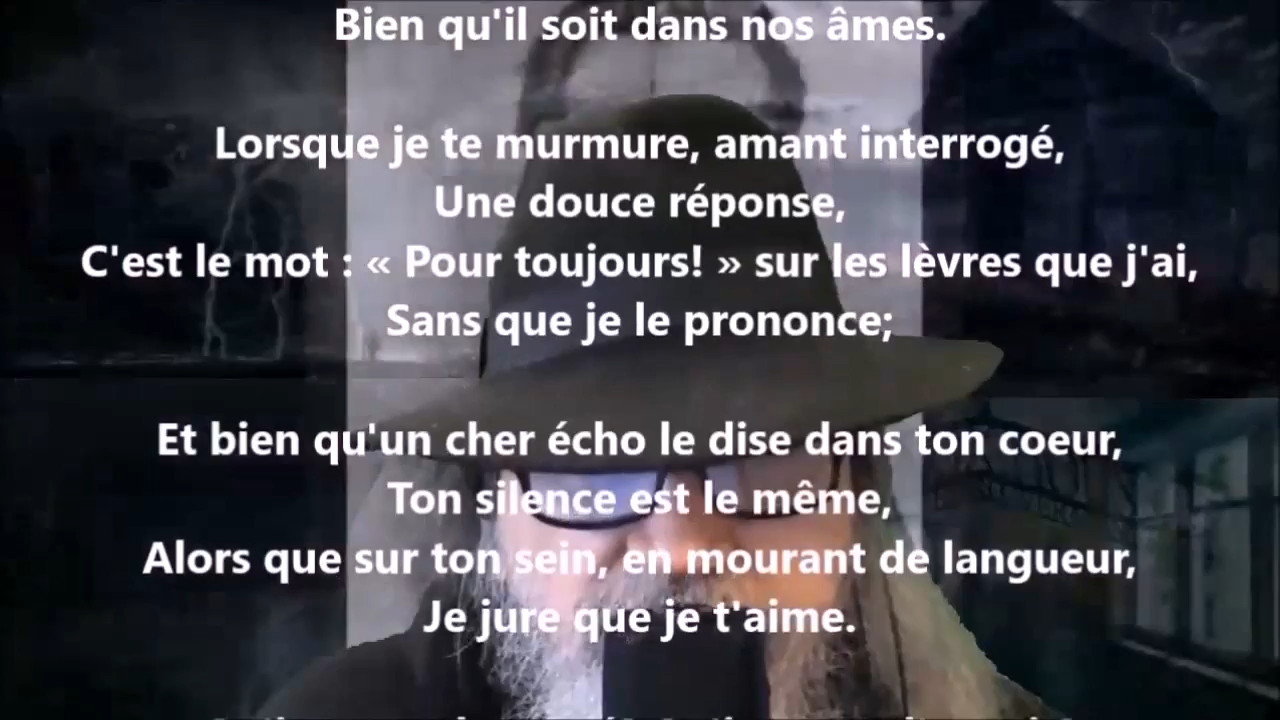 Bien qu'il soit dans nos âmes.
Lorsque je te murmure, amant interrogé,
Une douce réponse,
C'est le mot : « Pour toujours! » sur les lèvres que j'ai,
Sans que je le prononce;
Et bien qu'un cher écho le dise dans ton coeur,
Ton silence est le même,
Alors que sur ton sein, en mourant de langueur,
Je jure que je t'aime.